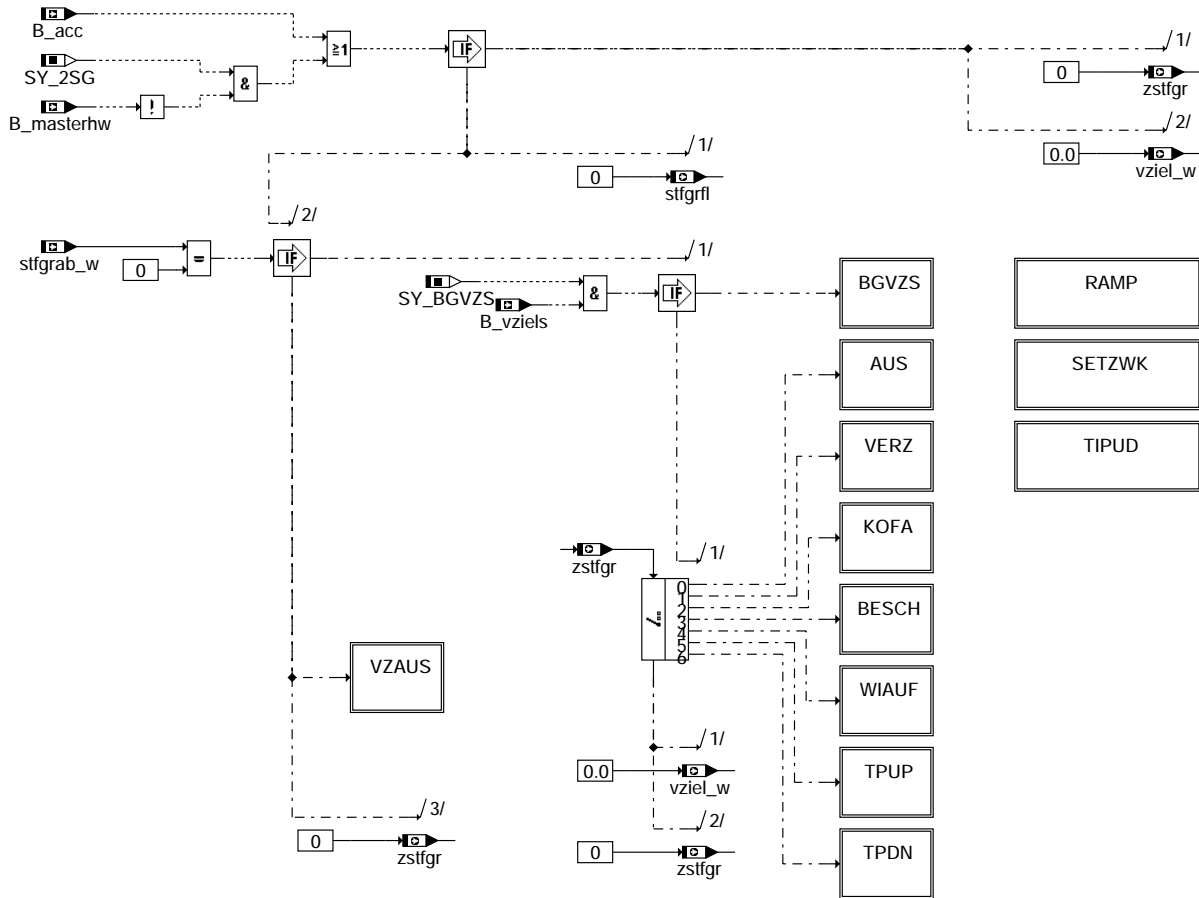 B_acc
SY_2SG
B_masterhw
!
&
≥1
IF
1/
0
zstfgr
2/
0.0
vziel_w
1/
0
stfgrfl
2/
stfgrab_w
0
=
IF
1/
SY_BGVZS
B_vziels
&
IF
BGVZS
RAMP
AUS
SETZWK
VERZ
TIPUD
KOFA
1/
zstfgr
0
1
2
3
4
5
6
BESCH
VZAUS
WIAUF
1/
0.0
vziel_w
TPUP
3/
0
zstfgr
2/
0
zstfgr
TPDN